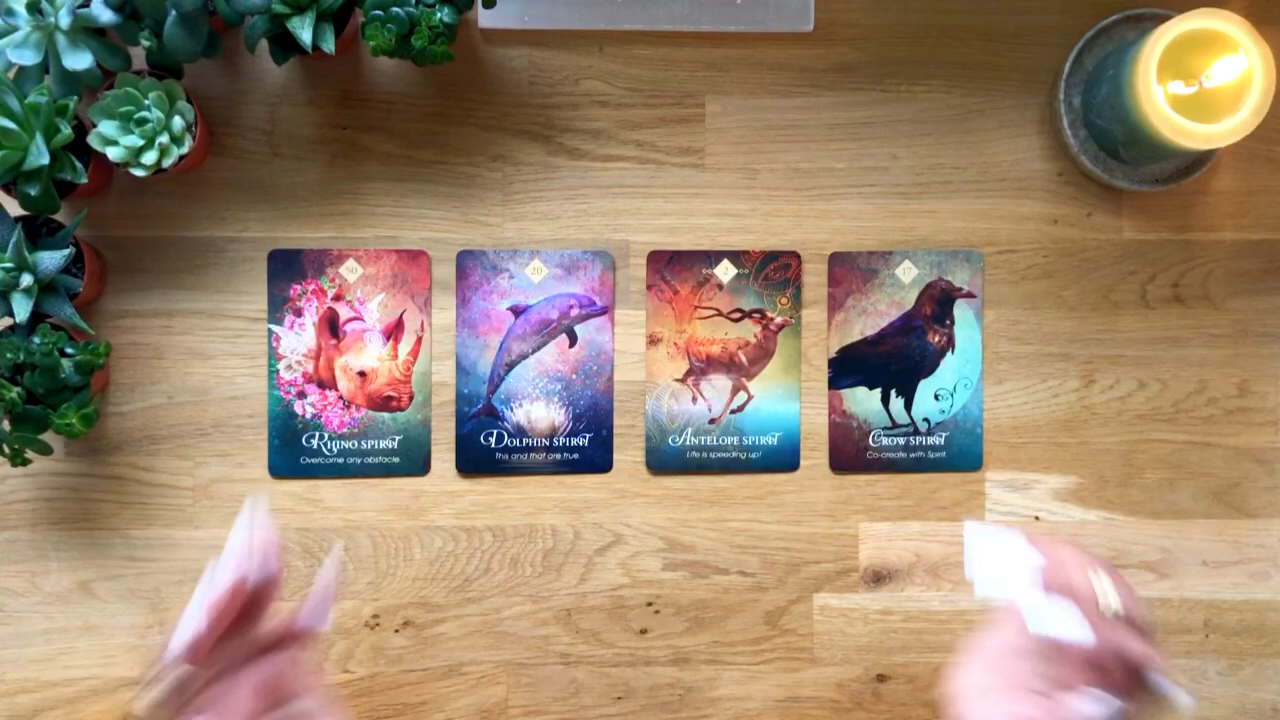 50
Rhino spirit
Overcome any obstacle.
20
Dolphin spirit
This and that are true.
2
Antelope spirit
Life is speeding up!
17
Crow spirit
Co-create with Spirit.